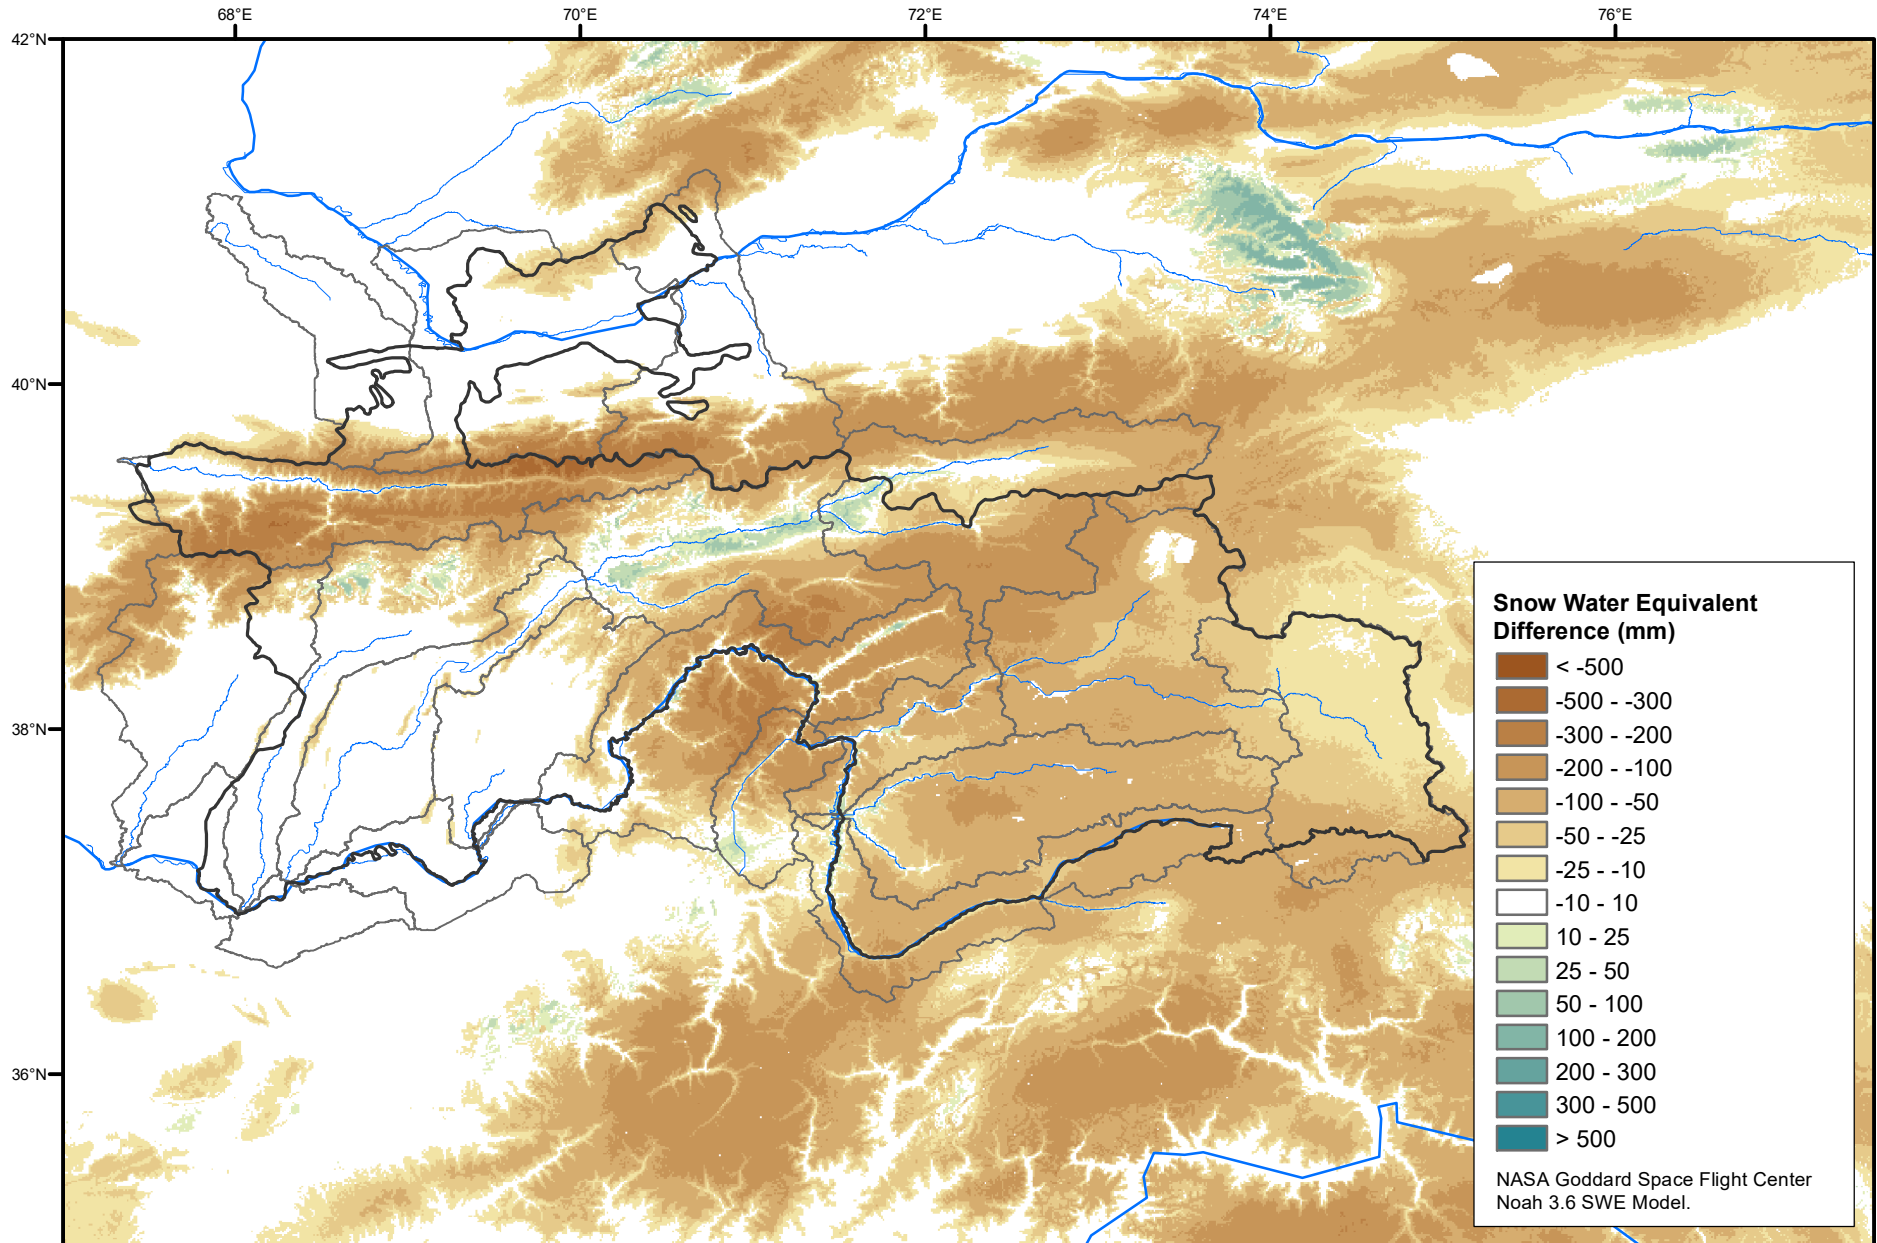 68°E 70°E 72°E 74°E 76°E
42°N
40°N
38°N
36°N
Snow Water Equivalent
Difference (mm)
< -500
-500 - -300
-300 - -200
-200 - -100
-100 - -50
-50 - -25
-25 - -10
-10 - 10
10 - 25
25 - 50
50 - 100
100 - 200
200 - 300
300 - 500
> 500
NASA Goddard Space Flight Center
Noah 3.6 SWE Model.